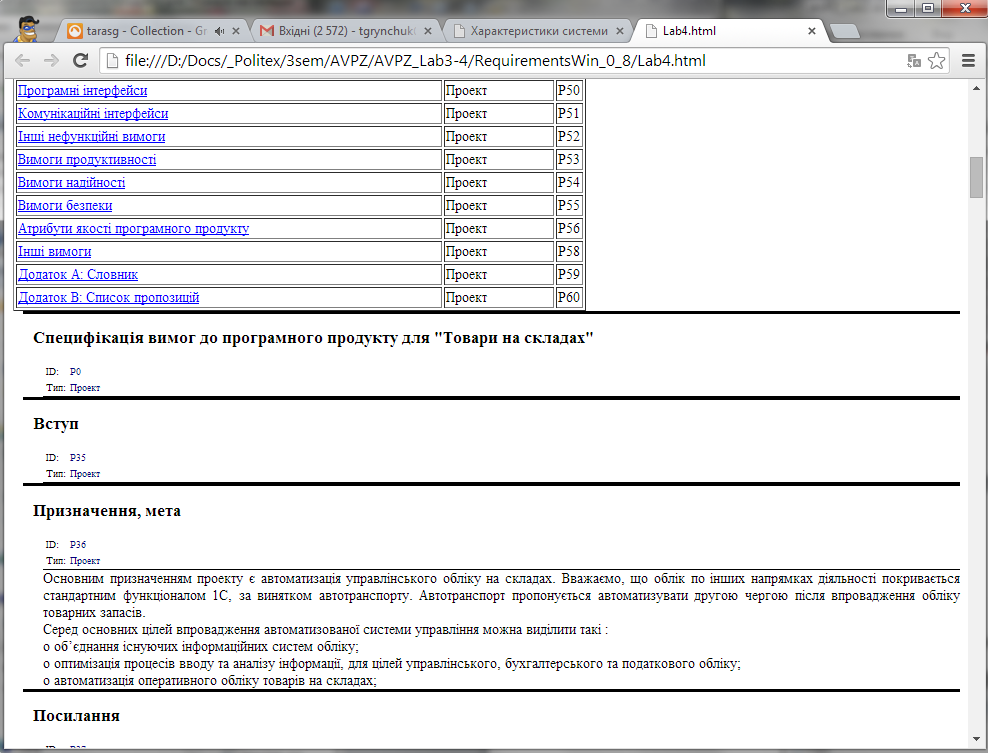 tarasg - Collection - Gr
Вхідні (2 572) - tgrynchuk
Характеристики системи
Lab4.html
file:///D:/Docs/_Politex/3sem/AVPZ/AVPZ_Lab3-4/RequirementsWin_0_8/Lab4.html
Програмні інтерфейси Проект P50
Комунікаційні інтерфейси Проект P51
Інші нефункційні вимоги Проект P52
Вимоги продуктивності Проект P53
Вимоги надійності Проект P54
Вимоги безпеки Проект P55
Атрибути якості програмного продукту Проект P56
Інші вимоги Проект P58
Додаток А: Словник Проект P59
Додаток В: Список пропозицій Проект P60
Специфікація вимог до програмного продукту для "Товари на складах"
ID: P0
Тип: Проект
Вступ
ID: P35
Тип: Проект
Призначення, мета
ID: P36
Тип: Проект
Основним призначенням проекту є автоматизація управлінського обліку на складах. Вважаємо, що облік по інших напрямках діяльності покривається
стандартним функціоналом 1С, за винятком автотранспорту. Автотранспорт пропонується автоматизувати другою чергою після впровадження обліку
товарних запасів.
Серед основних цілей впровадження автоматизованої системи управління можна виділити такі :
o об`єднання існуючих інформаційних систем обліку;
o оптимізація процесів вводу та аналізу інформації, для цілей управлінського, бухгалтерського та податкового обліку;
o автоматизація оперативного обліку товарів на складах;
Посилання
ID: P37